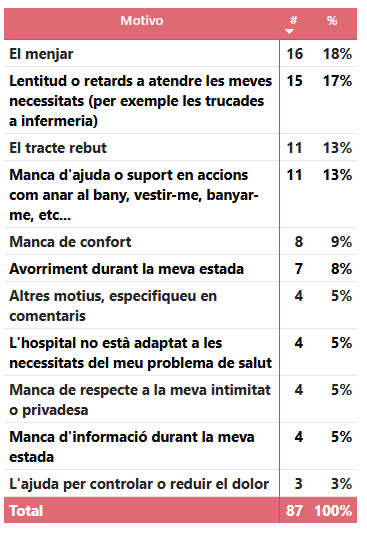 Motivo # %
El menjar 16 18%
Lentitud o retards a atendre les meves
necessitats (per exemple les trucades
a infermeria) 15 17%
El tracte rebut 11 13%
Manca d'ajuda o suport en accions
com anar al bany, vestir-me, banyar-
me, etc... 11 13%
Manca de confort 8 9%
Avorriment durant la meva estada 7 8%
Altres motius, especifiqueu en
comentaris 4 5%
L'hospital no està adaptat a les
necessitats del meu problema de salut 4 5%
Manca de respecte a la meva intimitat
o privadesa 4 5%
Manca d'informació durant la meva
estada 4 5%
L'ajuda per controlar o reduir el dolor 3 3%
Total 87 100%